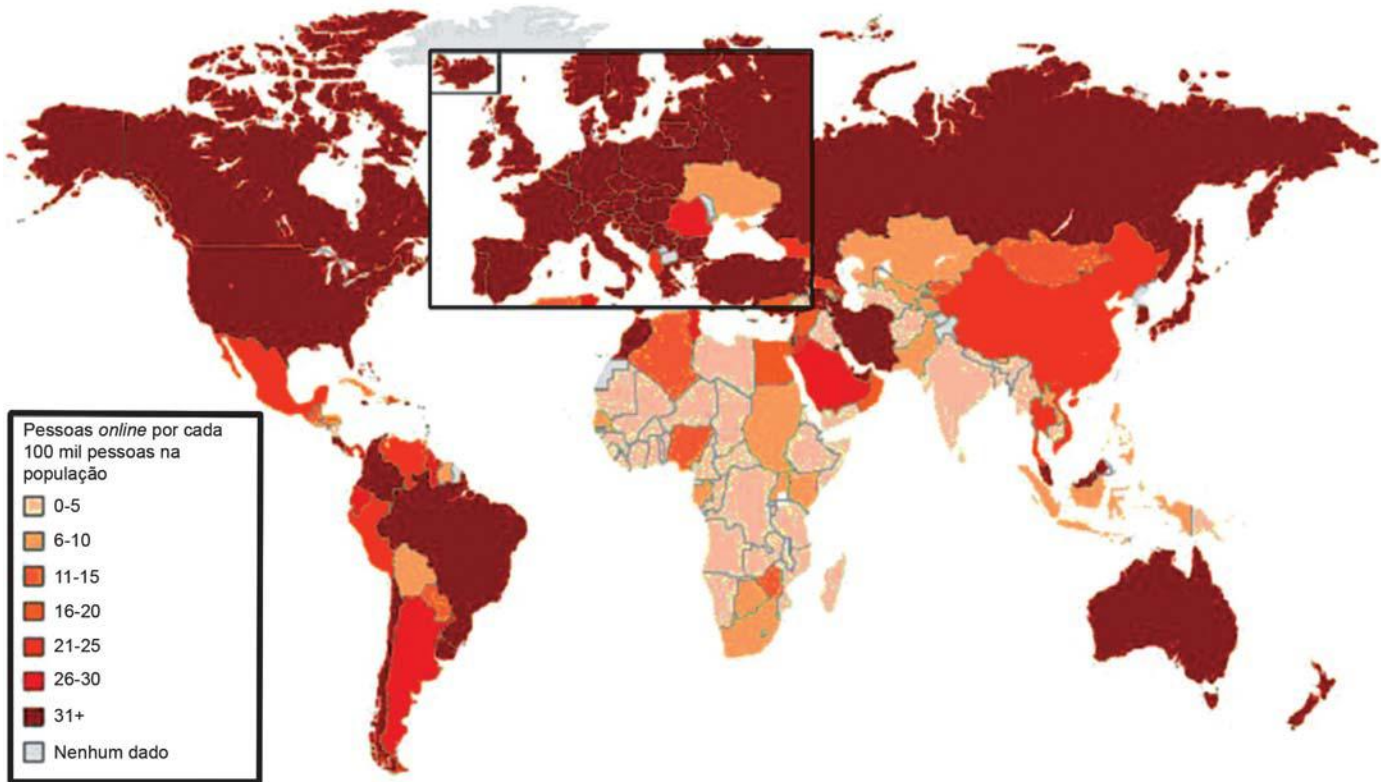 Pessoas online por cada
100 mil pessoas na
população
0-5
6-10
11-15
16-20
21-25
26-30
31+
Nenhum dado